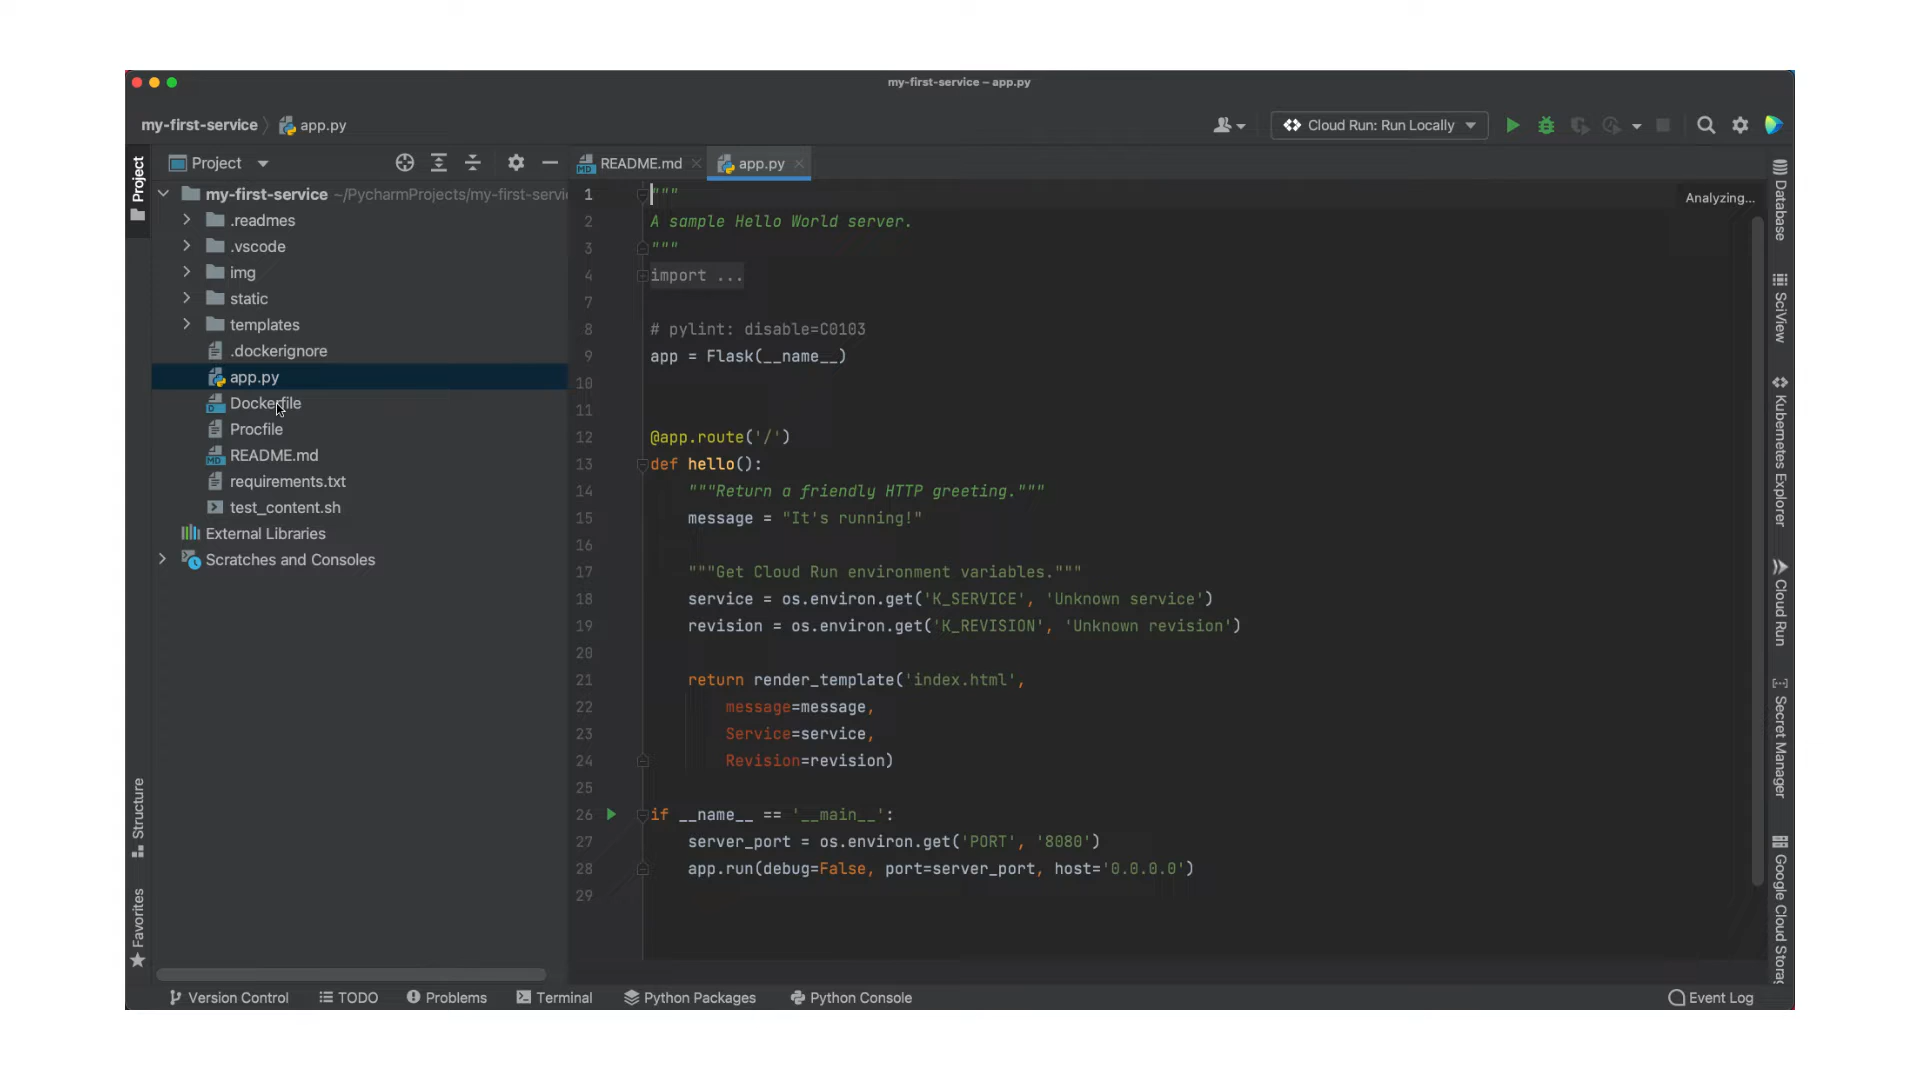 my-first-service – app.py
my-first-service app.py
Cloud Run: Run Locally
Project
Project
my-first-service ~/PycharmProjects/my-first-servi
.readmes
.vscode
img
static
templates
.dockerignore
app.py
Dockerfile
Procfile
README.md
requirements.txt
test_content.sh
External Libraries
Scratches and Consoles
Structure
Favorites
README.md
app.py
Analyzing...
1 """
2 A sample Hello World server.
3 """
4 import ...
7
8 # pylint: disable=C0103
9 app = Flask(__name__)
10
11
12 @app.route('/')
13 def hello():
14 """Return a friendly HTTP greeting."""
15 message = "It's running!"
16
17 """Get Cloud Run environment variables."""
18 service = os.environ.get('K_SERVICE', 'Unknown service')
19 revision = os.environ.get('K_REVISION', 'Unknown revision')
20
21 return render_template('index.html',
22 message=message,
23 Service=service,
24 Revision=revision)
25
26 if __name__ == '__main__':
27 server_port = os.environ.get('PORT', '8080')
28 app.run(debug=False, port=server_port, host='0.0.0.0')
29
Database
SciView
Kubernetes Explorer
Cloud Run
Secret Manager
Google Cloud Storag
Version Control
TODO
Problems
Terminal
Python Packages
Python Console
Event Log